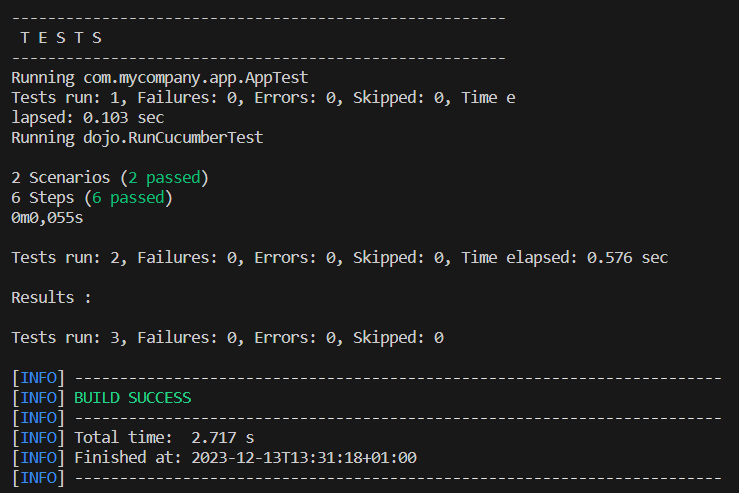 -------------------------------------------------------
 T E S T S
-------------------------------------------------------
Running com.mycompany.app.AppTest
Tests run: 1, Failures: 0, Errors: 0, Skipped: 0, Time e
lapsed: 0.103 sec
Running dojo.RunCucumberTest

2 Scenarios (2 passed)
6 Steps (6 passed)
0m0,055s

Tests run: 2, Failures: 0, Errors: 0, Skipped: 0, Time elapsed: 0.576 sec

Results :

Tests run: 3, Failures: 0, Errors: 0, Skipped: 0

[INFO] ------------------------------------------------------------------------
[INFO] BUILD SUCCESS
[INFO] ------------------------------------------------------------------------
[INFO] Total time:  2.717 s
[INFO] Finished at: 2023-12-13T13:31:18+01:00
[INFO] ------------------------------------------------------------------------